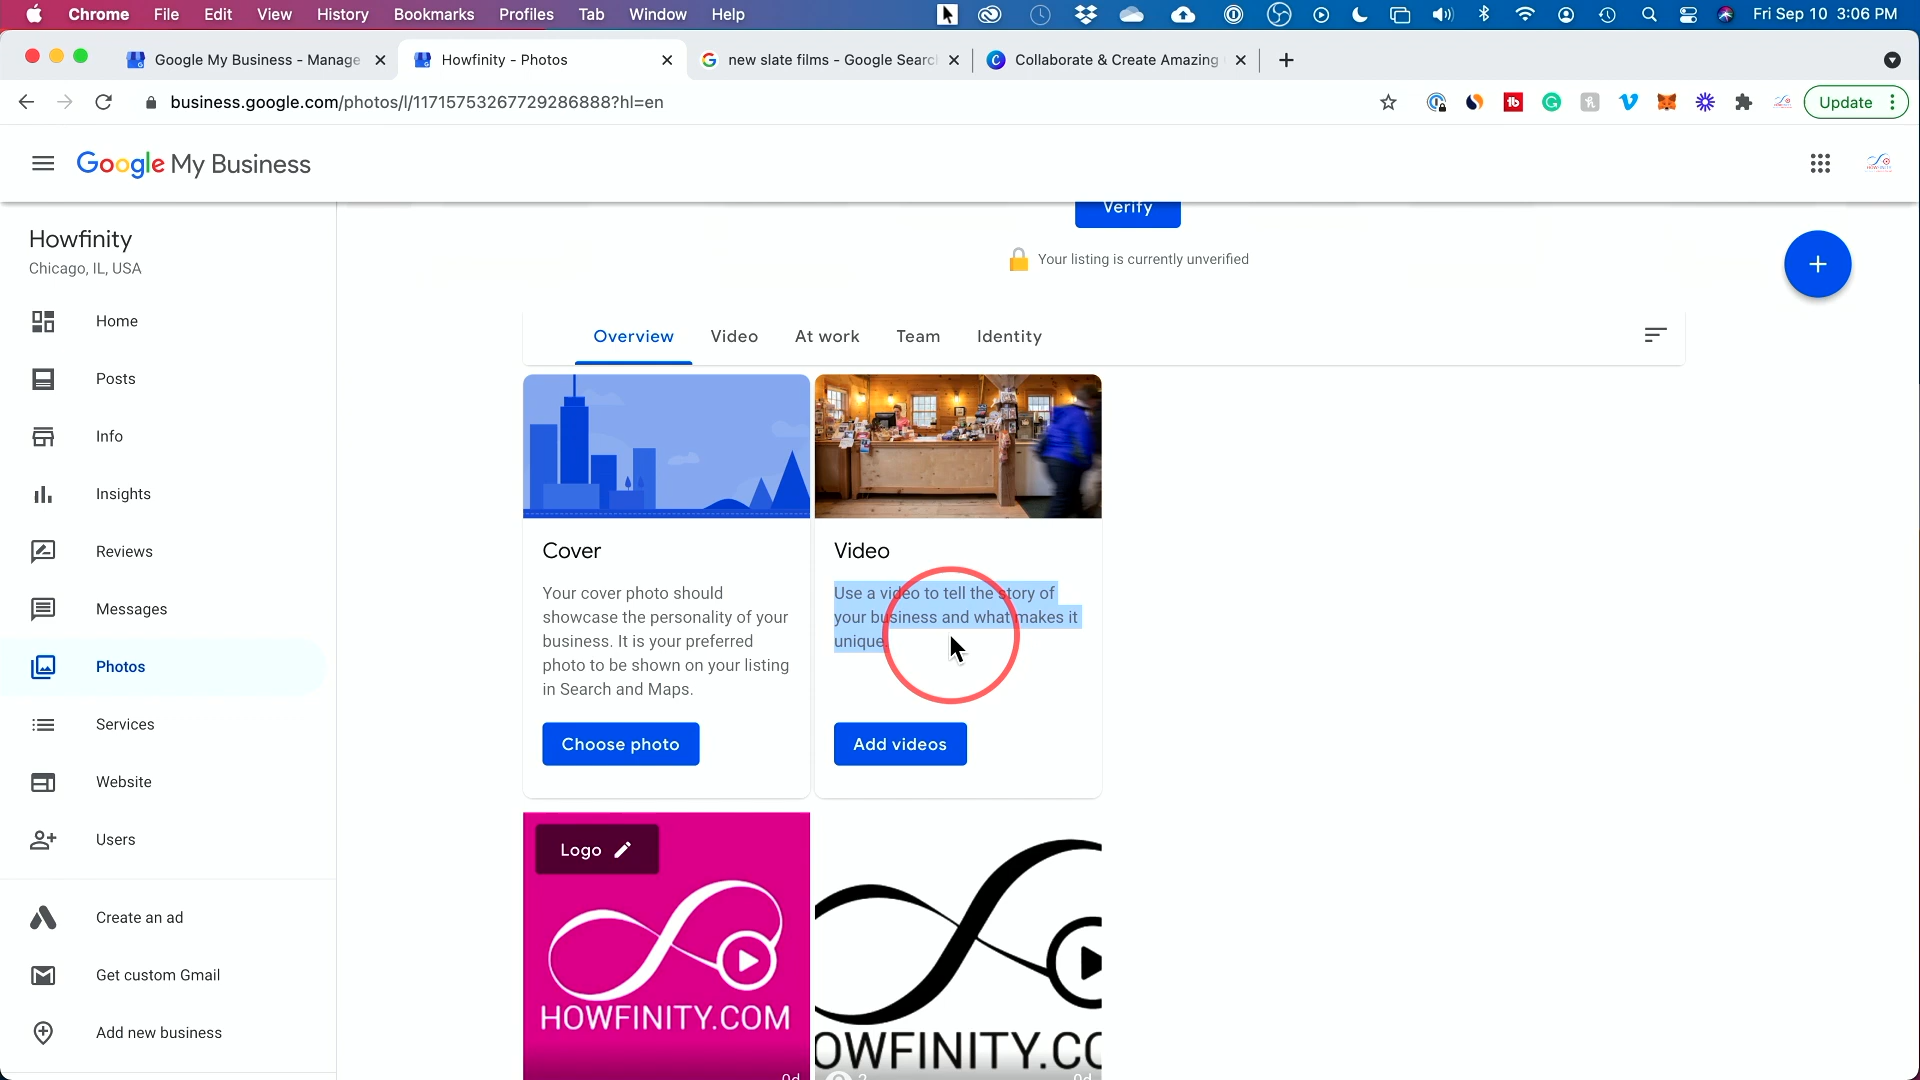 Chrome File Edit View History Bookmarks Profiles Tab Window Help Fri Sep 10 3:06 PM
Google My Business - Manage Howfinity - Photos new slate films - Google Searc Collaborate & Create Amazing
business.google.com/photos/l/11715753267729286888?hl=en Update
Google My Business
HOWFINITY
Verify
Your listing is currently unverified
Howfinity
Chicago, IL, USA
Home
Posts
Info
Insights
Reviews
Messages
Photos
Services
Website
Users
Create an ad
Get custom Gmail
Add new business
Overview Video At work Team Identity
Cover
Your cover photo should
showcase the personality of your
business. It is your preferred
photo to be shown on your listing
in Search and Maps.
Choose photo
Video
Use a video to tell the story of
your business and what makes it
unique.
Add videos
Logo
HOWFINITY.COM
0d
OWFINITY.CO
2 0d